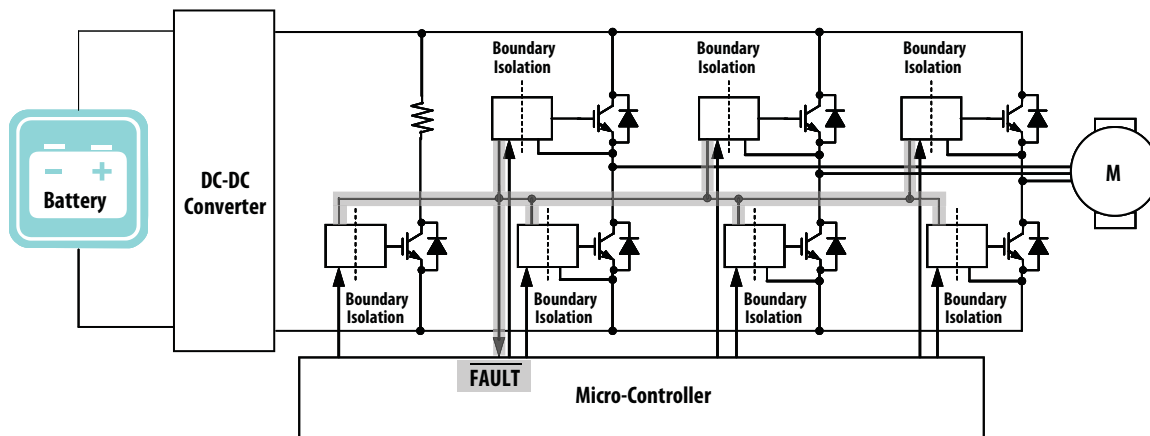 Boundary
Isolation
Boundary
Isolation
Boundary
Isolation
− +
Battery
DC-DC
Converter
M
Boundary
Isolation
Boundary
Isolation
Boundary
Isolation
Boundary
Isolation
FAULT
Micro-Controller